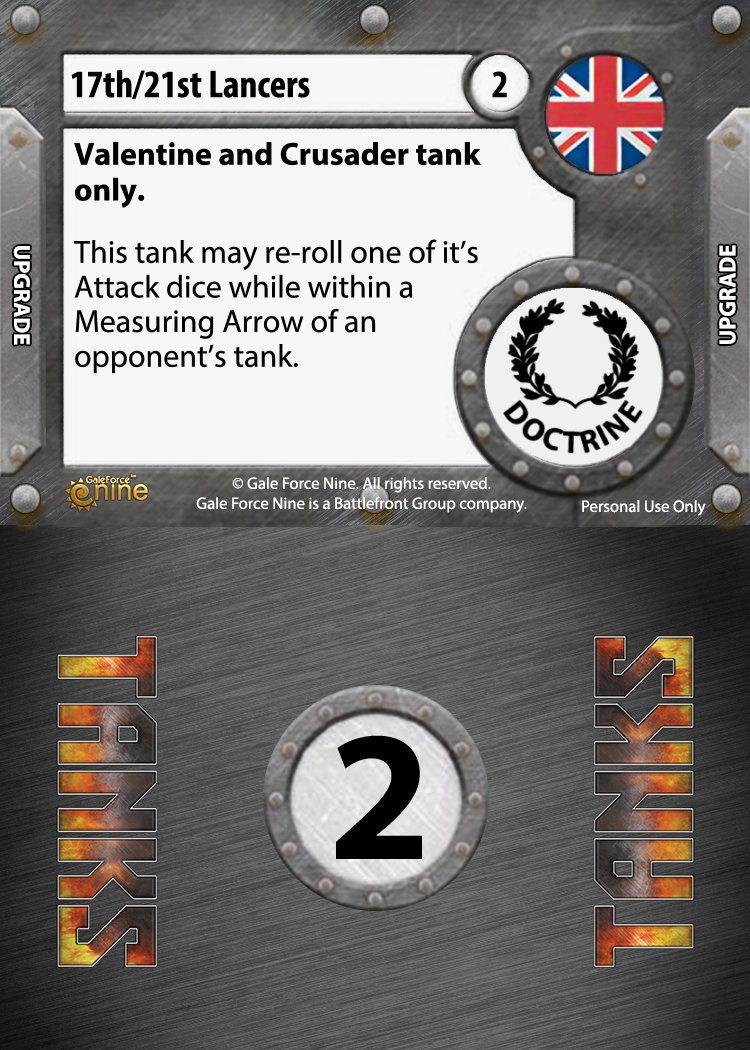 17th/21st Lancers
2
Valentine and Crusader tank
only.
This tank may re-roll one of it's
Attack dice while within a
Measuring Arrow of an
opponent's tank.
UPGRADE
UPGRADE
DOCTRINE
GaleForce™
nine
© Gale Force Nine. All rights reserved.
Gale Force Nine is a Battlefront Group company.
Personal Use Only
TANKS
2
TANKS